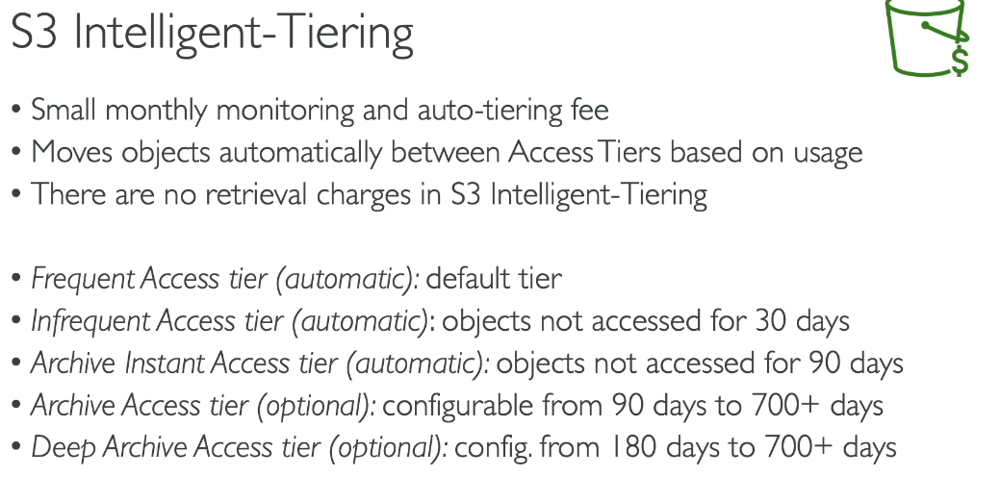 S3 Intelligent-Tiering
$
• Small monthly monitoring and auto-tiering fee
• Moves objects automatically between Access Tiers based on usage
• There are no retrieval charges in S3 Intelligent-Tiering
• Frequent Access tier (automatic): default tier
• Infrequent Access tier (automatic): objects not accessed for 30 days
• Archive Instant Access tier (automatic): objects not accessed for 90 days
• Archive Access tier (optional): configurable from 90 days to 700+ days
• Deep Archive Access tier (optional): config. from 180 days to 700+ days